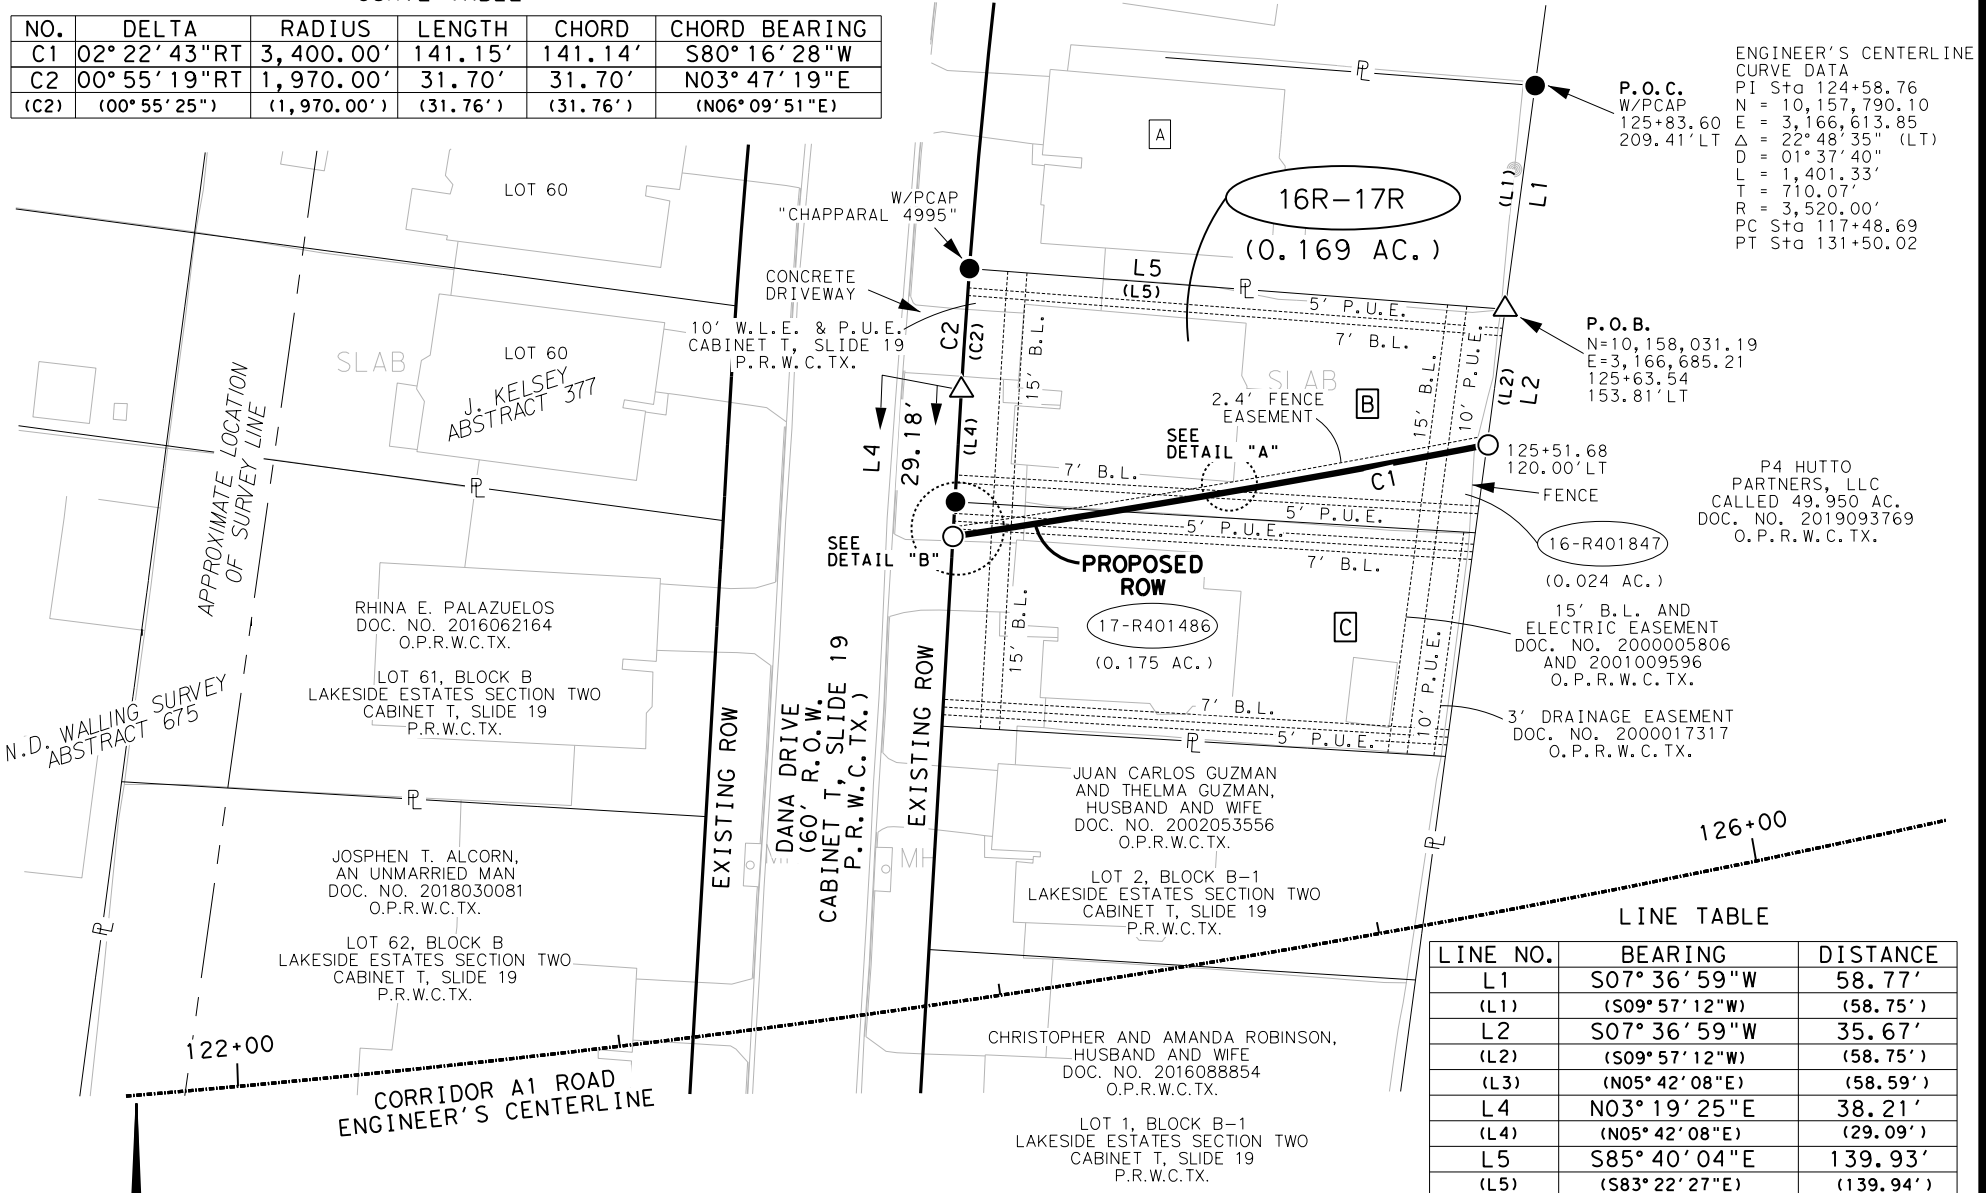 NO. DELTA RADIUS LENGTH CHORD CHORD BEARING
C1 02°22'43"RT 3,400.00' 141.15' 141.14' S80°16'28"W
C2 00°55'19"RT 1,970.00' 31.70' 31.70' N03°47'19"E
(C2) (00°55'25") (1,970.00') (31.76') (31.76') (N06°09'51"E)
ENGINEER'S CENTERLINE
CURVE DATA
PI Sta 124+58.76
N = 10,157,790.10
E = 3,166,613.85
△ = 22°48'35" (LT)
D = 01°37'40"
L = 1,401.33'
T = 710.07'
R = 3,520.00'
PC Sta 117+48.69
PT Sta 131+50.02
P.O.C.
W/PCAP
125+83.60
209.41'LT
PL
A
16R-17R
(0.169 AC.)
(L1)
L1
W/PCAP
"CHAPPARAL 4995"
LOT 60
CONCRETE
DRIVEWAY
L5
(L5)
PL
5' P.U.E.
7' B.L.
10' W.L.E. & P.U.E.
CABINET T, SLIDE 19
P.R.W.C.TX.
C2
(C2)
15' B.L.
15' B.L.
10' P.U.E.
P.O.B.
N=10,158,031.19
E=3,166,685.21
125+63.54
153.81'LT
(L2)
L2
SLAB
LOT 60
J. KELSEY
ABSTRACT 377
SLAB
B
2.4' FENCE
EASEMENT
SEE
DETAIL "A"
L4
29.18'
(L4)
7' B.L.
C1
125+51.68
120.00'LT
FENCE
P4 HUTTO
PARTNERS, LLC
CALLED 49.950 AC.
DOC. NO. 2019093769
O.P.R.W.C.TX.
APPROXIMATE LOCATION
OF SURVEY LINE
PL
5' P.U.E.
5' P.U.E.
7' B.L.
SEE
DETAIL "B"
PROPOSED
ROW
16-R401847
(0.024 AC.)
RHINA E. PALAZUELOS
DOC. NO. 2016062164
O.P.R.W.C.TX.
LOT 61, BLOCK B
LAKESIDE ESTATES SECTION TWO
CABINET T, SLIDE 19
P.R.W.C.TX.
17-R401486
(0.175 AC.)
C
15' B.L.
10' P.U.E.
10' P.U.E.
15' B.L. AND
ELECTRIC EASEMENT
DOC. NO. 2000005806
AND 2001009596
O.P.R.W.C.TX.
3' DRAINAGE EASEMENT
DOC. NO. 2000017317
O.P.R.W.C.TX.
N.D. WALLING SURVEY
ABSTRACT 675
7' B.L.
5' P.U.E.
PL
EXISTING ROW
DANA DRIVE
(60' R.O.W.
CABINET T, SLIDE 19
P.R.W.C.TX.)
EXISTING ROW
PL
JUAN CARLOS GUZMAN
AND THELMA GUZMAN,
HUSBAND AND WIFE
DOC. NO. 2002053556
O.P.R.W.C.TX.
LOT 2, BLOCK B-1
LAKESIDE ESTATES SECTION TWO
CABINET T, SLIDE 19
P.R.W.C.TX.
PL
126+00
MH
MH
JOSPHEN T. ALCORN,
AN UNMARRIED MAN
DOC. NO. 2018030081
O.P.R.W.C.TX.
LOT 62, BLOCK B
LAKESIDE ESTATES SECTION TWO
CABINET T, SLIDE 19
P.R.W.C.TX.
PL
122+00
CORRIDOR A1 ROAD
ENGINEER'S CENTERLINE
CHRISTOPHER AND AMANDA ROBINSON,
HUSBAND AND WIFE
DOC. NO. 2016088854
O.P.R.W.C.TX.
LOT 1, BLOCK B-1
LAKESIDE ESTATES SECTION TWO
CABINET T, SLIDE 19
P.R.W.C.TX.
LINE TABLE
LINE NO. BEARING DISTANCE
L1 S07°36'59"W 58.77'
(L1) (S09°57'12"W) (58.75')
L2 S07°36'59"W 35.67'
(L2) (S09°57'12"W) (58.75')
(L3) (N05°42'08"E) (58.59')
L4 N03°19'25"E 38.21'
(L4) (N05°42'08"E) (29.09')
L5 S85°40'04"E 139.93'
(L5) (S83°22'27"E) (139.94')